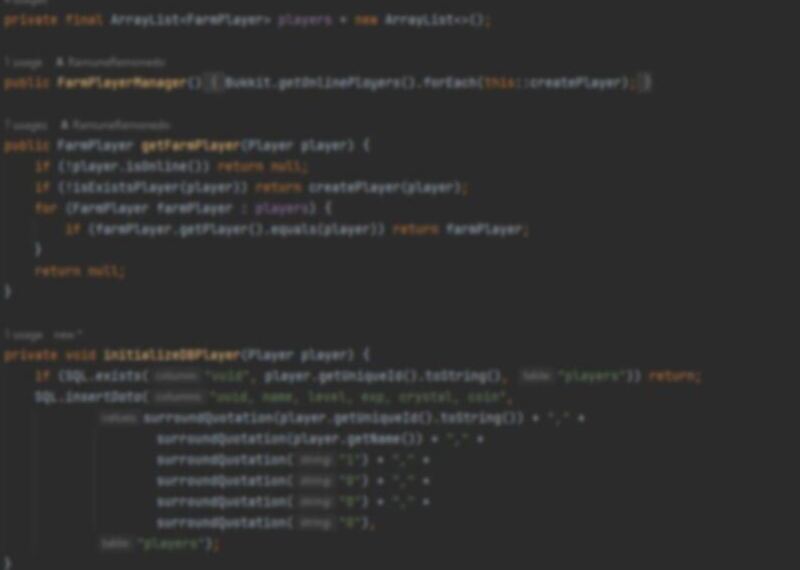 private final ArrayList<FarmPlayer> players = new ArrayList<>();
1 usage
public FarmPlayerManager() { Bukkit.getOnlinePlayers().forEach(this::createPlayer); }
7 usages
public FarmPlayer getFarmPlayer(Player player) {
if (!player.isOnline()) return null;
if (!isExistsPlayer(player)) return createPlayer(player);
for (FarmPlayer farmPlayer : players) {
if (farmPlayer.getPlayer().equals(player)) return farmPlayer;
}
return null;
}
1 usage new *
private void initializeDBPlayer(Player player) {
if (SQL.exists( columns: "uuid", player.getUniqueId().toString(), table: "players")) return;
SQL.insertData( columns: "uuid, name, level, exp, crystal, coin",
values: surroundQuotation(player.getUniqueId().toString()) + "," +
surroundQuotation(player.getName()) + "," +
surroundQuotation( string: "1") + "," +
surroundQuotation( string: "0") + "," +
surroundQuotation( string: "0") + "," +
surroundQuotation( string: "0"),
table: "players");
}